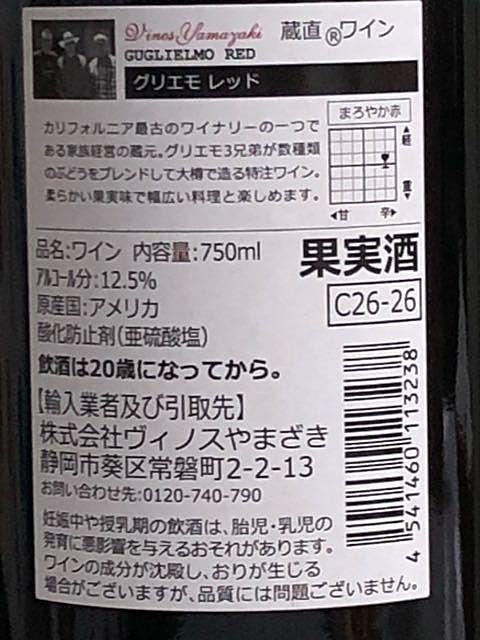 Vines Yamazaki 蔵直®ワイン
GUGLIELMO RED
グリエモ レッド
まろやか赤
カリフォルニア最古のワイナリーの一つで
ある家族経営の蔵元。グリエモ3兄弟が数種類
のぶどうをブレンドして大樽で造る特注ワイン。
柔らかい果実味で幅広い料理と楽しめます。
▲軽
重▼
◀甘 辛▶
品名:ワイン 内容量:750ml
アルコール分:12.5%
原産国:アメリカ
酸化防止剤(亜硫酸塩)
果実酒
C26-26
飲酒は20歳になってから。
【輸入業者及び引取先】
株式会社ヴィノスやまざき
静岡市葵区常磐町2-2-13
お問い合わせ先:0120-740-790
4 541460 113238
妊娠中や授乳期の飲酒は、胎児・乳児の
発育に悪影響を与えるおそれがあります。
ワインの成分が沈殿し、おりが生じる
場合がございますが、品質には問題ございません。